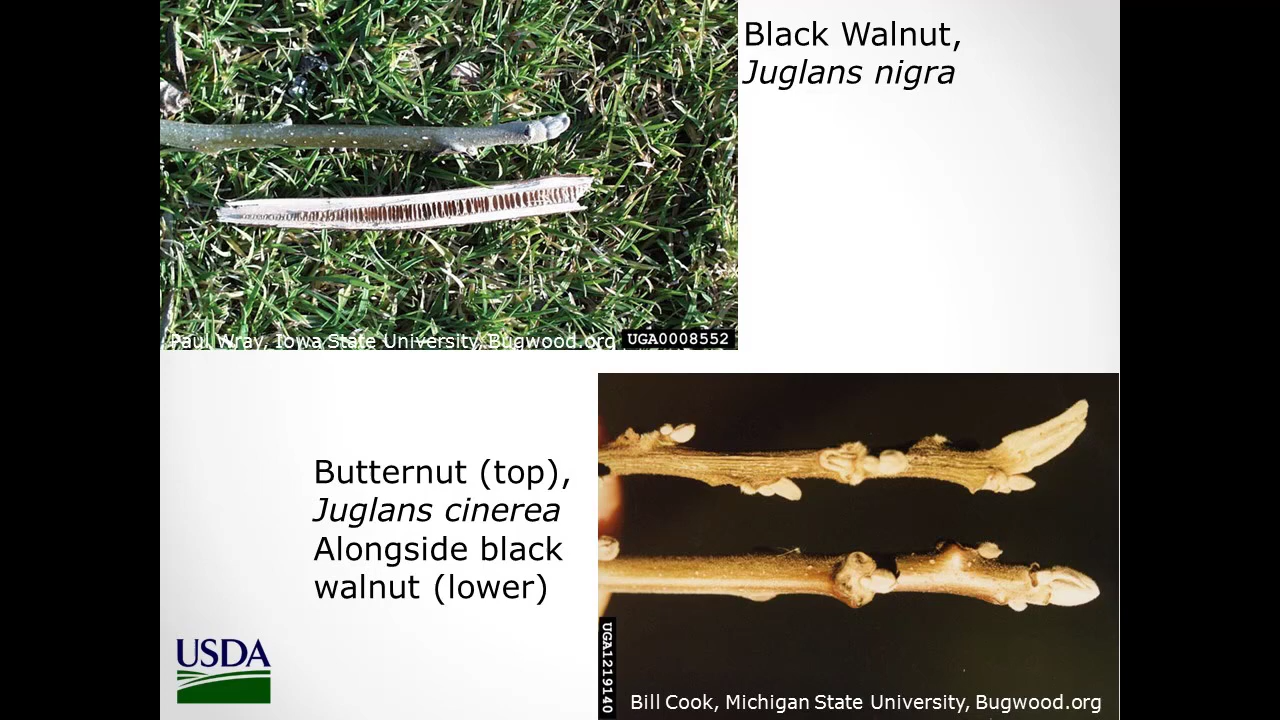 Black Walnut,
Juglans nigra
Paul Wray, Iowa State University, Bugwood.org
UGA0008552
Butternut (top),
Juglans cinerea
Alongside black
walnut (lower)
USDA
UGA1219140
Bill Cook, Michigan State University, Bugwood.org